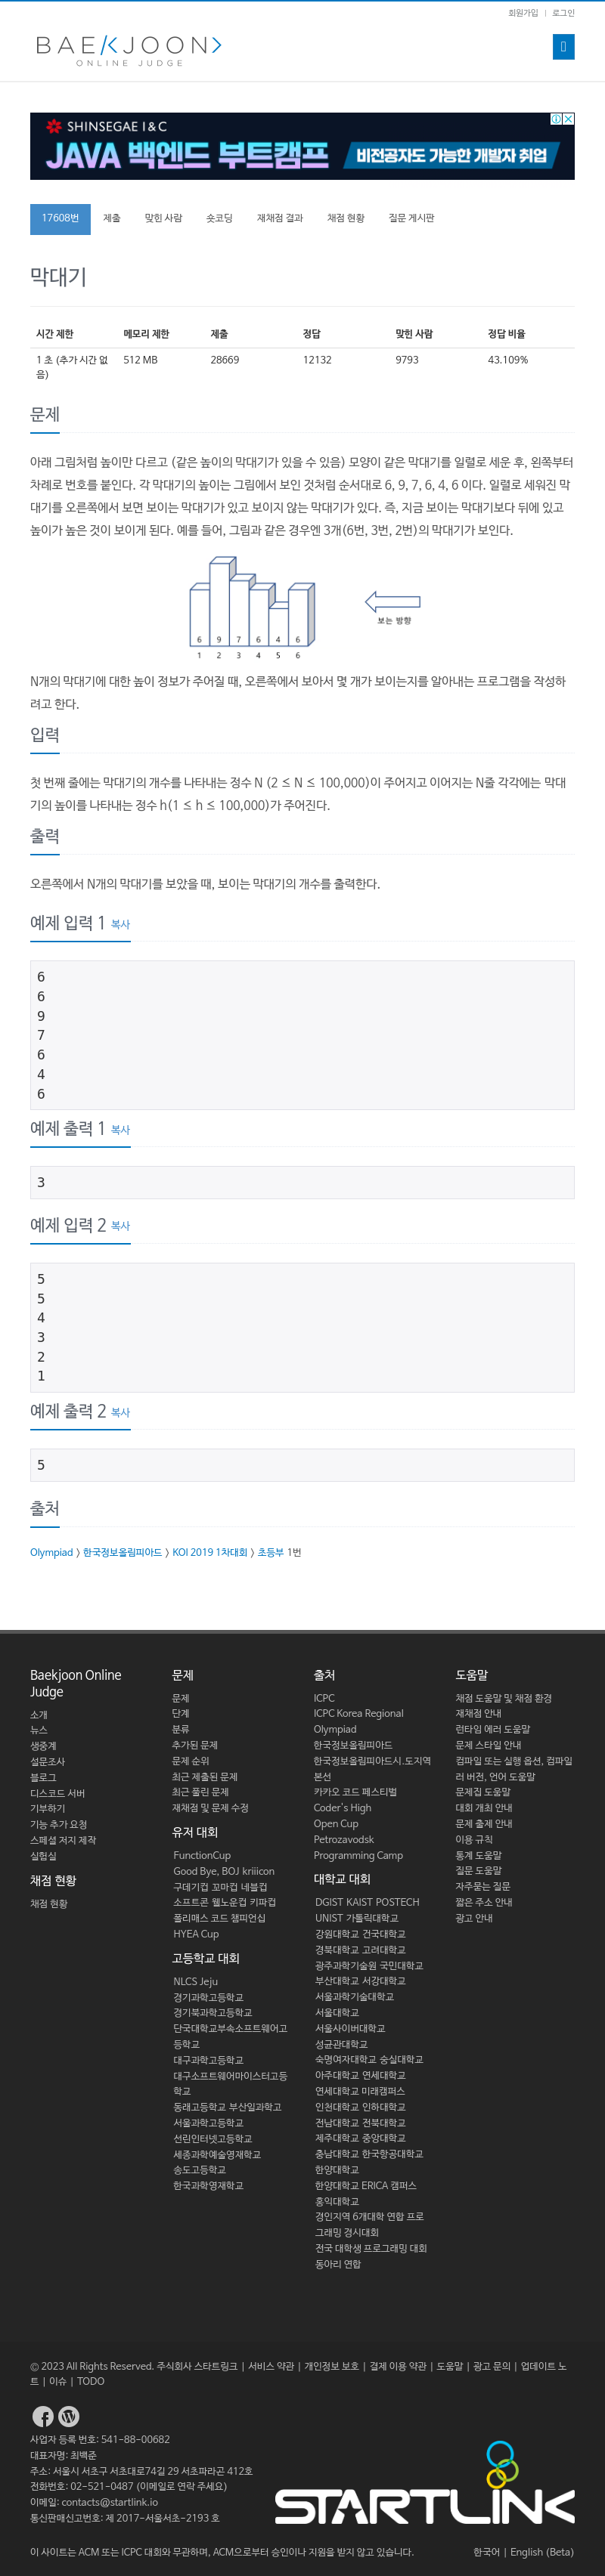 회원가입 | 로그인
BAEKJOON>
ONLINE JUDGE
SHINSEGAE I&C
JAVA 백엔드 부트캠프 비전공자도 가능한 개발자 취업
17608번 제출 맞힌 사람 숏코딩 재채점 결과 채점 현황 질문 게시판
막대기
시간 제한 메모리 제한 제출 정답 맞힌 사람 정답 비율
1 초 (추가 시간 없 512 MB 28669 12132 9793 43.109%
음)
문제
아래 그림처럼 높이만 다르고 (같은 높이의 막대기가 있을 수 있음) 모양이 같은 막대기를 일렬로 세운 후, 왼쪽부터
차례로 번호를 붙인다. 각 막대기의 높이는 그림에서 보인 것처럼 순서대로 6, 9, 7, 6, 4, 6 이다. 일렬로 세워진 막
대기를 오른쪽에서 보면 보이는 막대기가 있고 보이지 않는 막대기가 있다. 즉, 지금 보이는 막대기보다 뒤에 있고
높이가 높은 것이 보이게 된다. 예를 들어, 그림과 같은 경우엔 3개(6번, 3번, 2번)의 막대기가 보인다.
보는 방향
6 9 7 6 4 6
1 2 3 4 5 6
N개의 막대기에 대한 높이 정보가 주어질 때, 오른쪽에서 보아서 몇 개가 보이는지를 알아내는 프로그램을 작성하
려고 한다.
입력
첫 번째 줄에는 막대기의 개수를 나타내는 정수 N (2 ≤ N ≤ 100,000)이 주어지고 이어지는 N줄 각각에는 막대
기의 높이를 나타내는 정수 h(1 ≤ h ≤ 100,000)가 주어진다.
출력
오른쪽에서 N개의 막대기를 보았을 때, 보이는 막대기의 개수를 출력한다.
예제 입력 1 복사
6
6
9
7
6
4
6
예제 출력 1 복사
3
예제 입력 2 복사
5
5
4
3
2
1
예제 출력 2 복사
5
출처
Olympiad > 한국정보올림피아드 > KOI 2019 1차대회 > 초등부 1번
Baekjoon Online
Judge
소개
뉴스
생중계
설문조사
블로그
디스코드 서버
기부하기
기능 추가 요청
스페셜 저지 제작
실험실
채점 현황
채점 현황
문제
문제
단계
분류
추가된 문제
문제 순위
최근 제출된 문제
최근 풀린 문제
재채점 및 문제 수정
유저 대회
FunctionCup
Good Bye, BOJ kriiicon
구데기컵 꼬마컵 네블컵
소프트콘 웰노운컵 키파컵
폴리매스 코드 챔피언십
HYEA Cup
고등학교 대회
NLCS Jeju
경기과학고등학교
경기북과학고등학교
단국대학교부속소프트웨어고
등학교
대구과학고등학교
대구소프트웨어마이스터고등
학교
동래고등학교 부산일과학고
서울과학고등학교
선린인터넷고등학교
세종과학예술영재학교
송도고등학교
한국과학영재학교
출처
ICPC
ICPC Korea Regional
Olympiad
한국정보올림피아드
한국정보올림피아드시.도지역
본선
카카오 코드 페스티벌
Coder's High
Open Cup
Petrozavodsk
Programming Camp
대학교 대회
DGIST KAIST POSTECH
UNIST 가톨릭대학교
강원대학교 건국대학교
경북대학교 고려대학교
광주과학기술원 국민대학교
부산대학교 서강대학교
서울과학기술대학교
서울대학교
서울사이버대학교
성균관대학교
숙명여자대학교 숭실대학교
아주대학교 연세대학교
연세대학교 미래캠퍼스
인천대학교 인하대학교
전남대학교 전북대학교
제주대학교 중앙대학교
충남대학교 한국항공대학교
한양대학교
한양대학교 ERICA 캠퍼스
홍익대학교
경인지역 6개대학 연합 프로
그래밍 경시대회
전국 대학생 프로그래밍 대회
동아리 연합
도움말
채점 도움말 및 채점 환경
재채점 안내
런타임 에러 도움말
문제 스타일 안내
컴파일 또는 실행 옵션, 컴파일
러 버전, 언어 도움말
문제집 도움말
대회 개최 안내
문제 출제 안내
이용 규칙
통계 도움말
질문 도움말
자주묻는 질문
짧은 주소 안내
광고 안내
© 2023 All Rights Reserved. 주식회사 스타트링크 | 서비스 약관 | 개인정보 보호 | 결제 이용 약관 | 도움말 | 광고 문의 | 업데이트 노
트 | 이슈 | TODO
사업자 등록 번호: 541-88-00682
대표자명: 최백준
주소: 서울시 서초구 서초대로74길 29 서초파라곤 412호
전화번호: 02-521-0487 (이메일로 연락 주세요)
이메일: contacts@startlink.io
통신판매신고번호: 제 2017-서울서초-2193 호
STARTLINK
이 사이트는 ACM 또는 ICPC 대회와 무관하며, ACM으로부터 승인이나 지원을 받지 않고 있습니다. 한국어 | English (Beta)